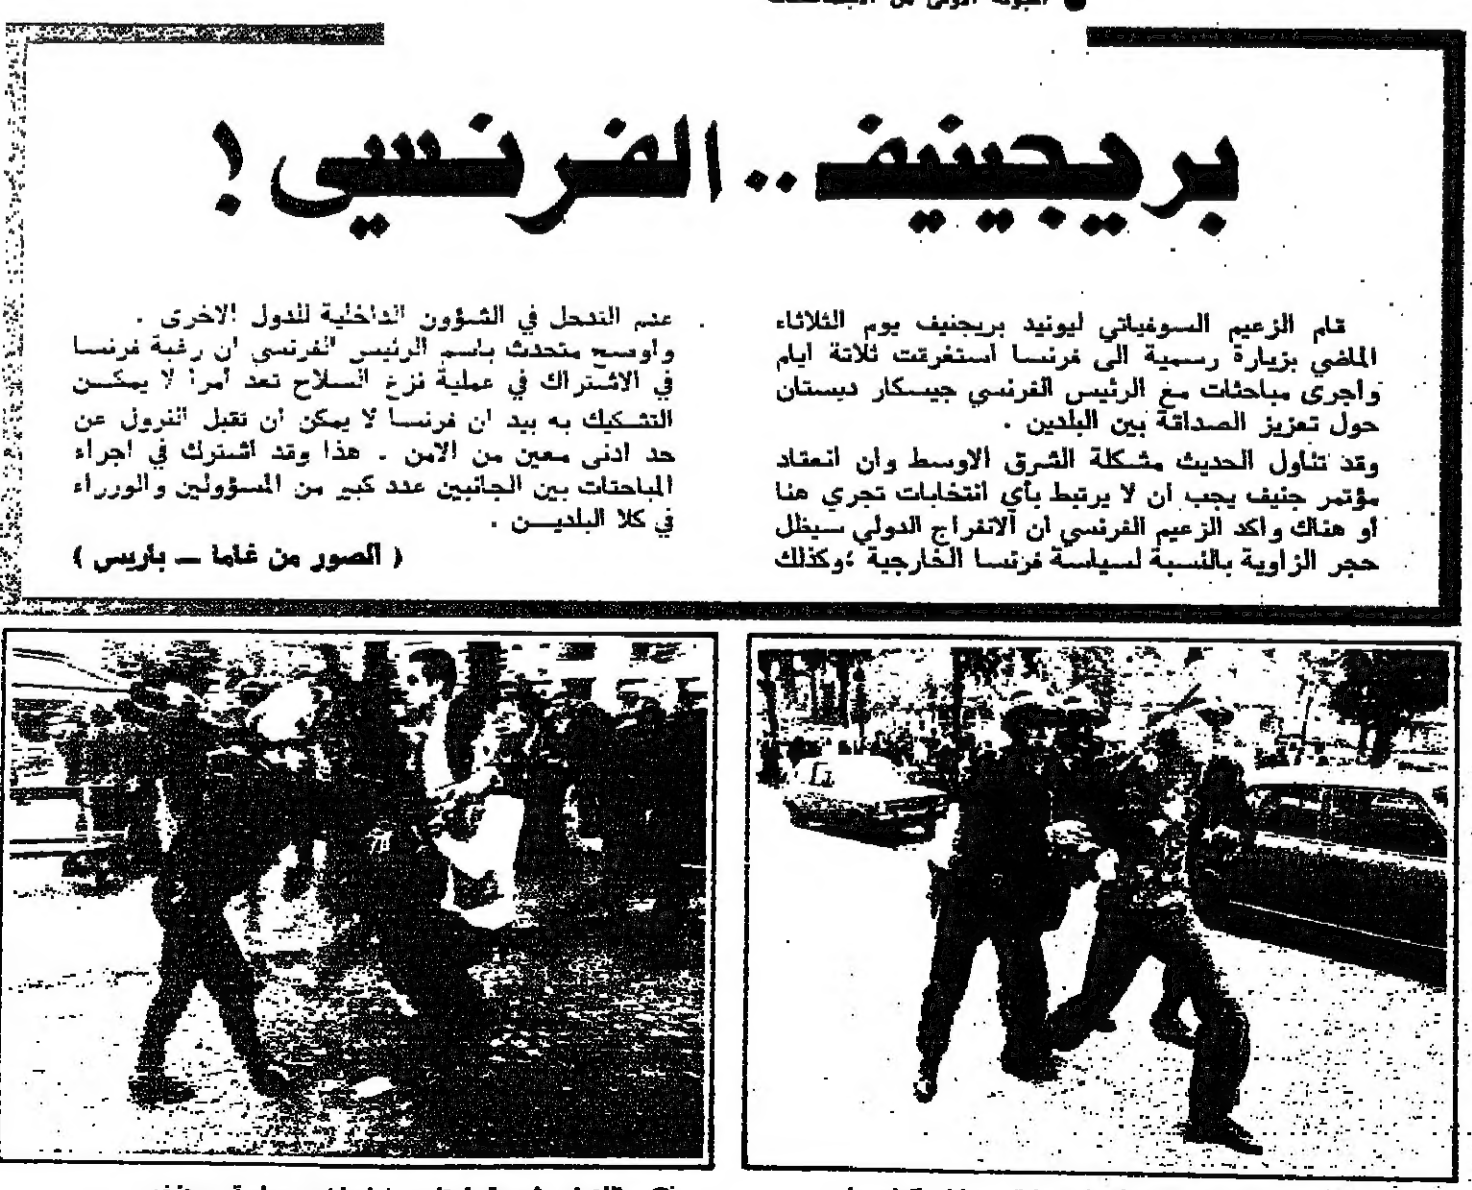 بريجينيف .. الفرنسي !
قام الزعيم السوفياتي ليونيد بريجنيف يوم الثلاثاء
الماضي بزيارة رسمية الى فرنسا استغرقت ثلاثة ايام
واجرى مباحثات مع الرئيس الفرنسي جيسكار ديستان
حول تعزيز الصداقة بين البلدين .
وقد تناول الحديث مشكلة الشرق الاوسط وان انعقاد
مؤتمر جنيف يجب ان لا يرتبط بأي انتخابات تجري هنا
او هناك واكد الزعيم الفرنسي ان الانفراج الدولي سيظل
حجر الزاوية بالنسبة لسياسة فرنسا الخارجية ؛وكذلك
عدم التدخل في الشؤون الداخلية للدول الاخرى .
واوضح متحدث باسم الرئيس الفرنسي ان رغبة فرنسا
في الاشتراك في عملية نزع السلاح تعد أمرا لا يمكن
التشكيك به بيد ان فرنسا لا يمكن ان تقبل النزول عن
حد ادنى معين من الامن . هذا وقد اشترك في اجراء
المباحثات بين الجانبين عدد كبير من المسؤولين والوزراء
في كلا البلديـن .
( الصور من غاما — باريس )